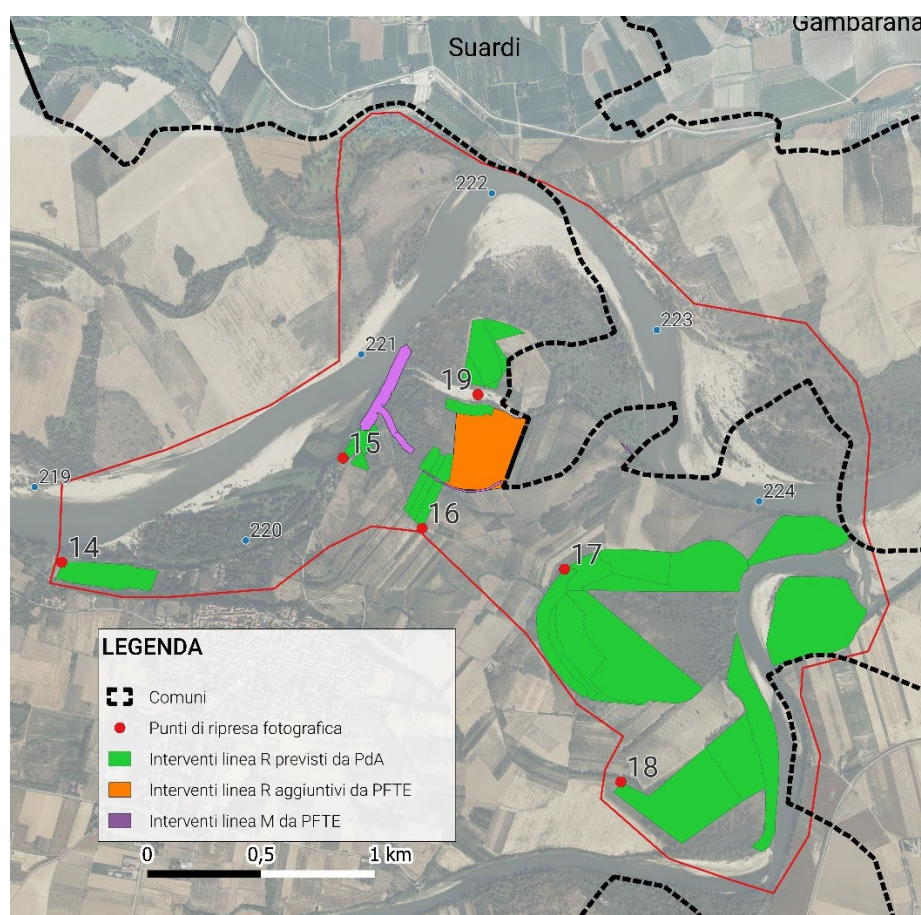 Gambarana
Suardi
222
223
221
19
15
219
224
16
220
14
17
LEGENDA
Comuni
Punti di ripresa fotografica
18
Interventi linea R previsti da PdA
Interventi linea R aggiuntivi da PFTE
Interventi linea M da PFTE
0 0,5 1 km